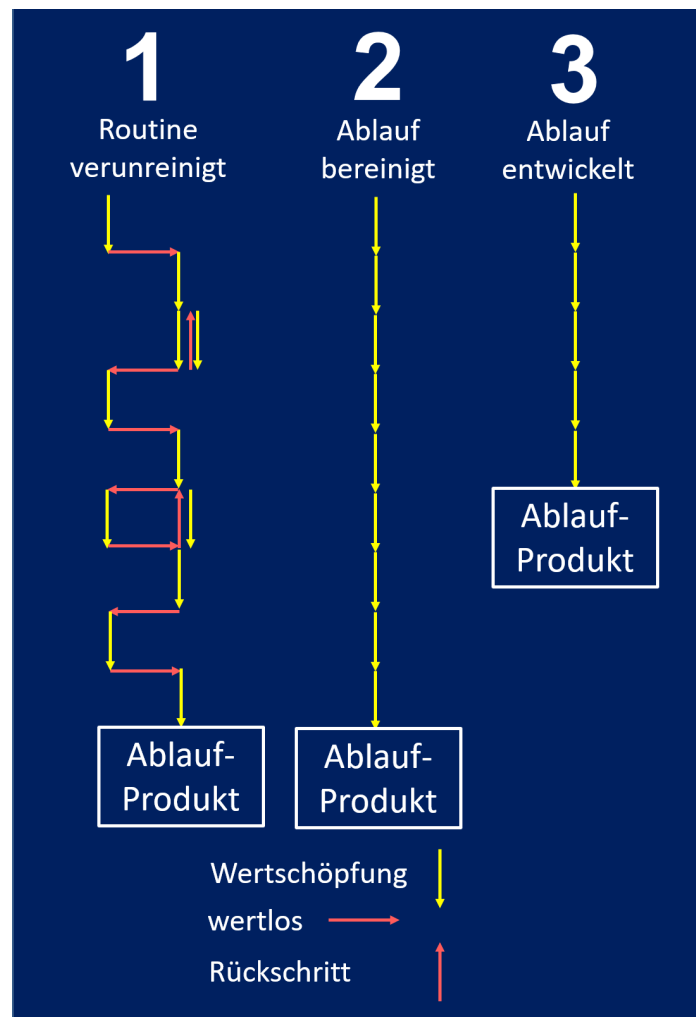 1
Routine
verunreinigt
2
Ablauf
bereinigt
3
Ablauf
entwickelt
Ablauf-
Produkt
Ablauf-
Produkt
Ablauf-
Produkt
Wertschöpfung
wertlos
Rückschritt